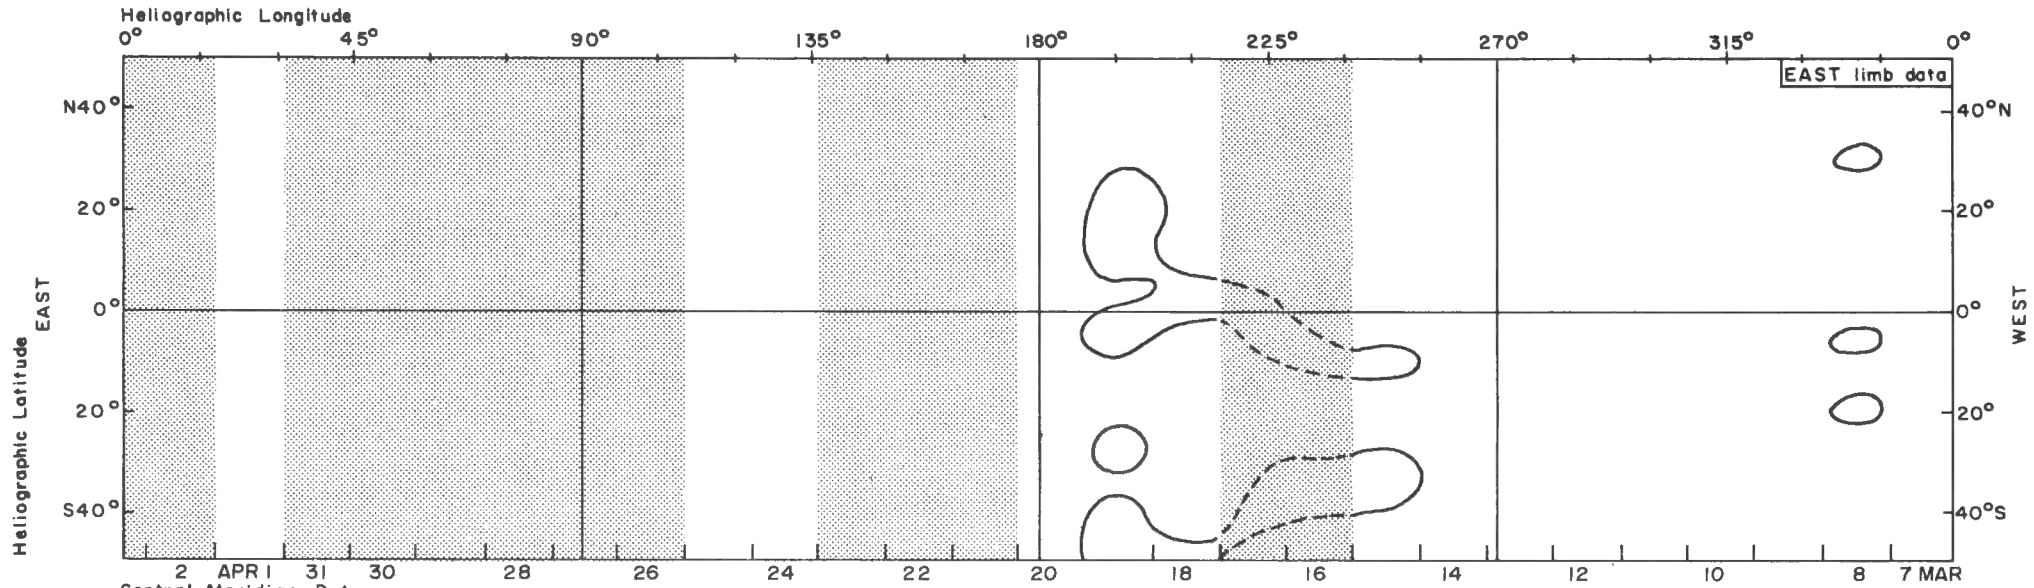 Heliographic Longitude
0° 45° 90° 135° 180° 225° 270° 315° 0°
EAST limb data
N40° 40°N
20° 20°
0° 0°
20° 20°
S40° 40°S
EAST
WEST
Heliographic Latitude
2 APR 1 31 30 28 26 24 22 20 18 16 14 12 10 8 7 MAR